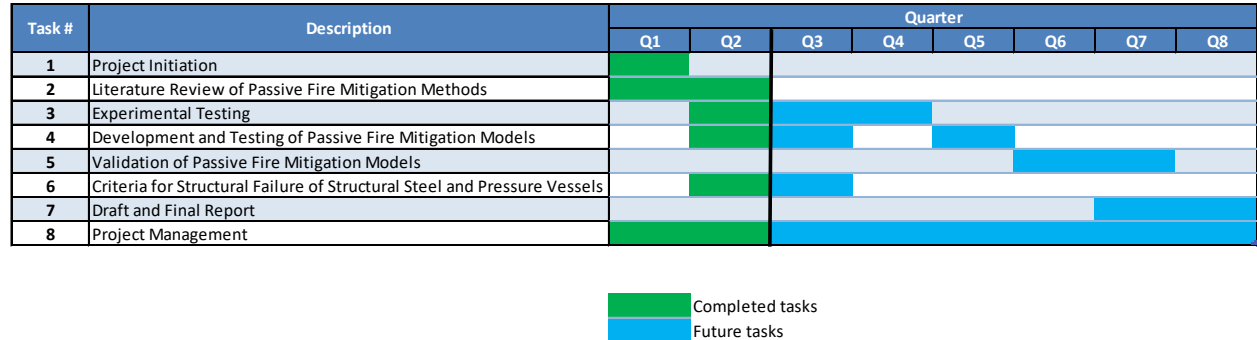 Task # Description Quarter
Q1 Q2 Q3 Q4 Q5 Q6 Q7 Q8
1 Project Initiation
2 Literature Review of Passive Fire Mitigation Methods
3 Experimental Testing
4 Development and Testing of Passive Fire Mitigation Models
5 Validation of Passive Fire Mitigation Models
6 Criteria for Structural Failure of Structural Steel and Pressure Vessels
7 Draft and Final Report
8 Project Management
Completed tasks
Future tasks